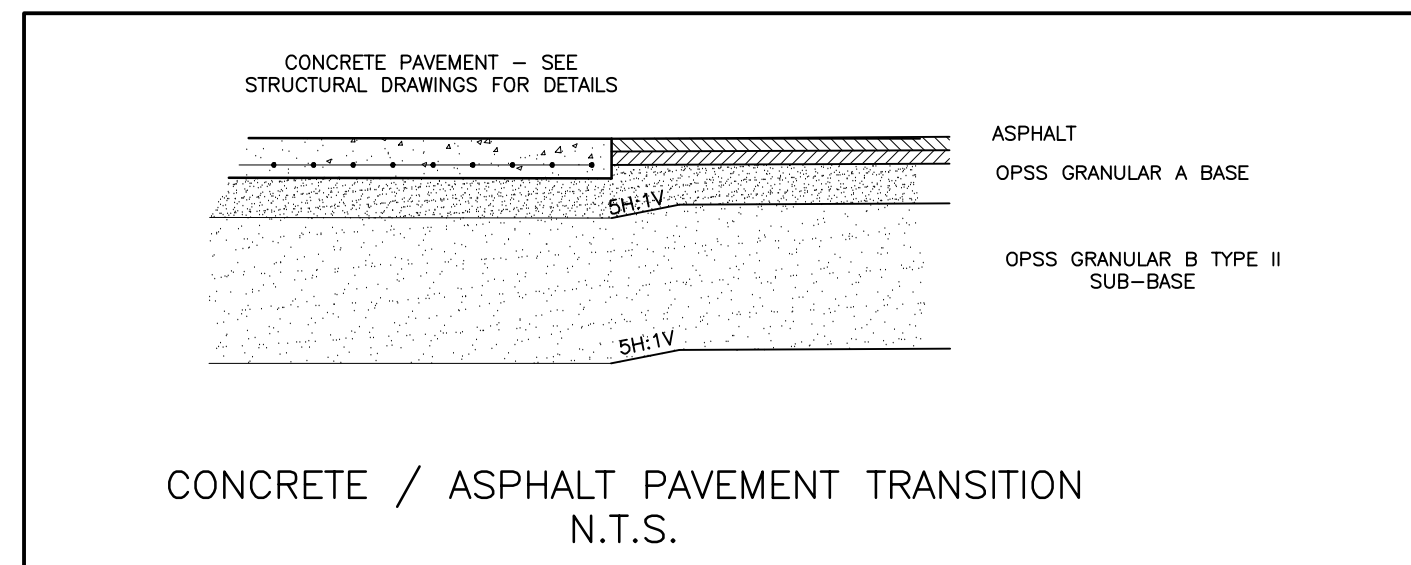 CONCRETE PAVEMENT – SEE
STRUCTURAL DRAWINGS FOR DETAILS
ASPHALT
OPSS GRANULAR A BASE
5H:1V
OPSS GRANULAR B TYPE II
SUB–BASE
5H:1V
CONCRETE / ASPHALT PAVEMENT TRANSITION
N.T.S.